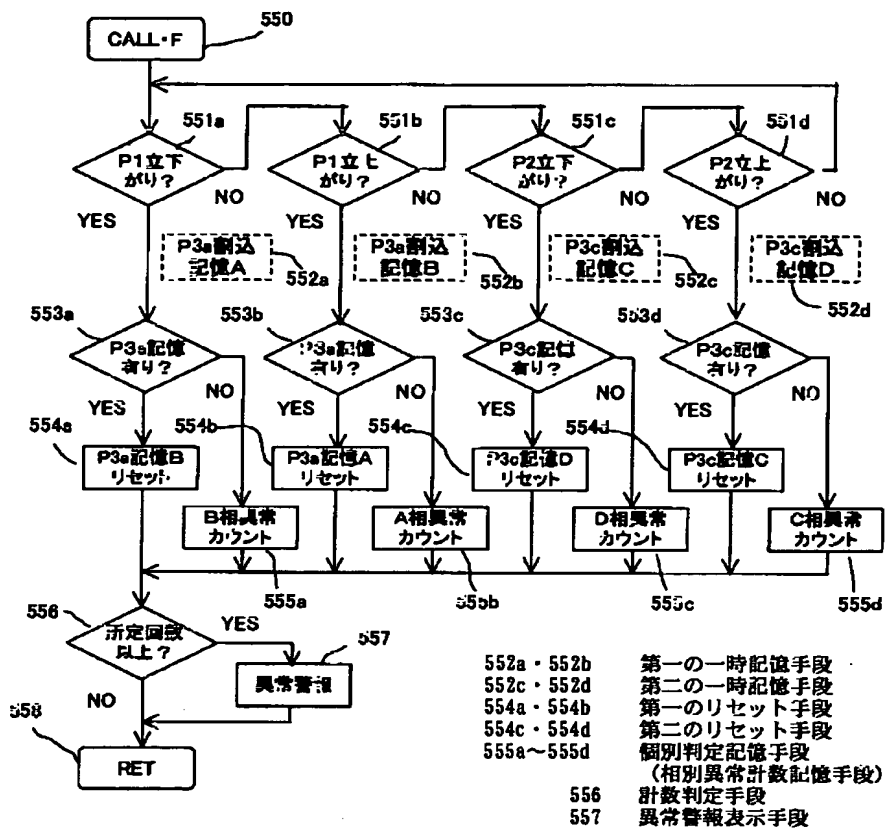 CALL・F
550
551a
551b
551c
551d
P1立下
がり?
P1立上
がり?
P2立下
がり?
P2立上
がり?
NO
NO
NO
NO
YES
YES
YES
YES
P3a割込
記憶A
P3a割込
記憶B
P3c割込
記憶C
P3c割込
記憶D
552a
552b
552c
552d
553a
553b
553c
553d
P3a記憶
有り?
P3a記憶
有り?
P3c記憶
有り?
P3c記憶
有り?
NO
NO
NO
NO
YES
YES
YES
YES
554a
554b
554c
554d
P3a記憶B
リセット
P3a記憶A
リセット
P3c記憶D
リセット
P3c記憶C
リセット
B相異常
カウント
A相異常
カウント
D相異常
カウント
C相異常
カウント
555a
555b
555c
555d
556
所定回数
以上?
YES
557
異常警報
NO
558
RET
552a・552b 第一の一時記憶手段
552c・552d 第二の一時記憶手段
554a・554b 第一のリセット手段
554c・554d 第二のリセット手段
555a~555d 個別判定記憶手段
(相別異常計数記憶手段)
556 計数判定手段
557 異常警報表示手段